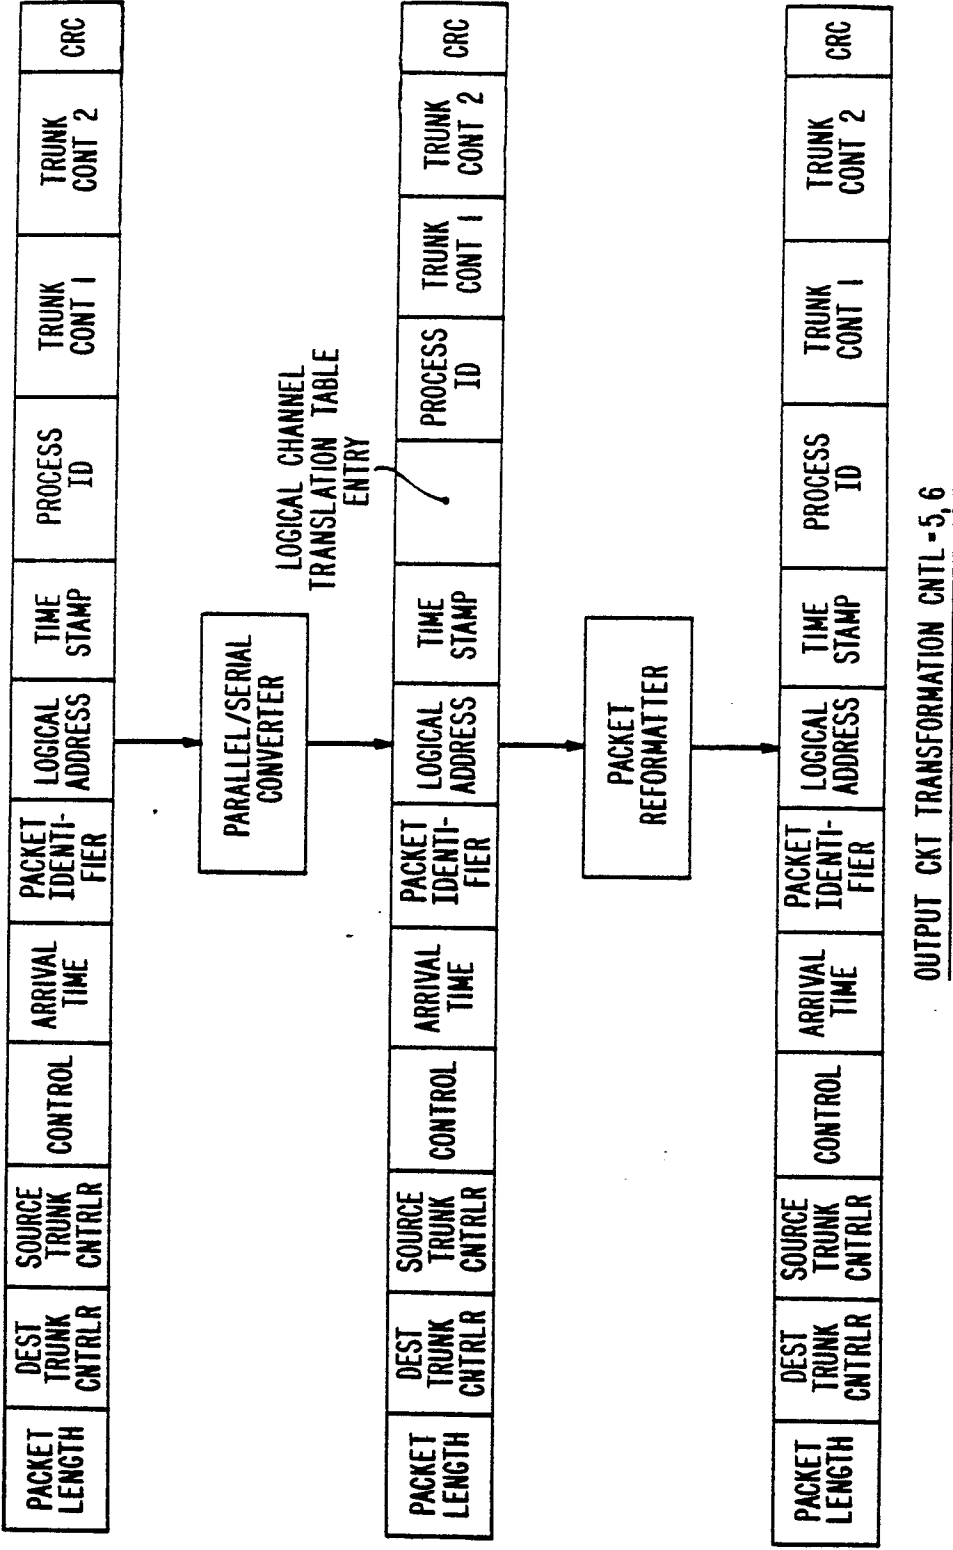 PACKET
LENGTH
DEST
TRUNK
CNTRLR
SOURCE
TRUNK
CNTRLR
CONTROL
ARRIVAL
TIME
PACKET
IDENTI-
FIER
LOGICAL
ADDRESS
TIME
STAMP
PROCESS
ID
TRUNK
CONT 1
TRUNK
CONT 2
CRC
PARALLEL/SERIAL
CONVERTER
LOGICAL CHANNEL
TRANSLATION TABLE
ENTRY
PACKET
LENGTH
DEST
TRUNK
CNTRLR
SOURCE
TRUNK
CNTRLR
CONTROL
ARRIVAL
TIME
PACKET
IDENTI-
FIER
LOGICAL
ADDRESS
TIME
STAMP
PROCESS
ID
TRUNK
CONT 1
TRUNK
CONT 2
CRC
PACKET
REFORMATTER
PACKET
LENGTH
DEST
TRUNK
CNTRLR
SOURCE
TRUNK
CNTRLR
CONTROL
ARRIVAL
TIME
PACKET
IDENTI-
FIER
LOGICAL
ADDRESS
TIME
STAMP
PROCESS
ID
TRUNK
CONT 1
TRUNK
CONT 2
CRC
OUTPUT CKT TRANSFORMATION CNTL=5,6